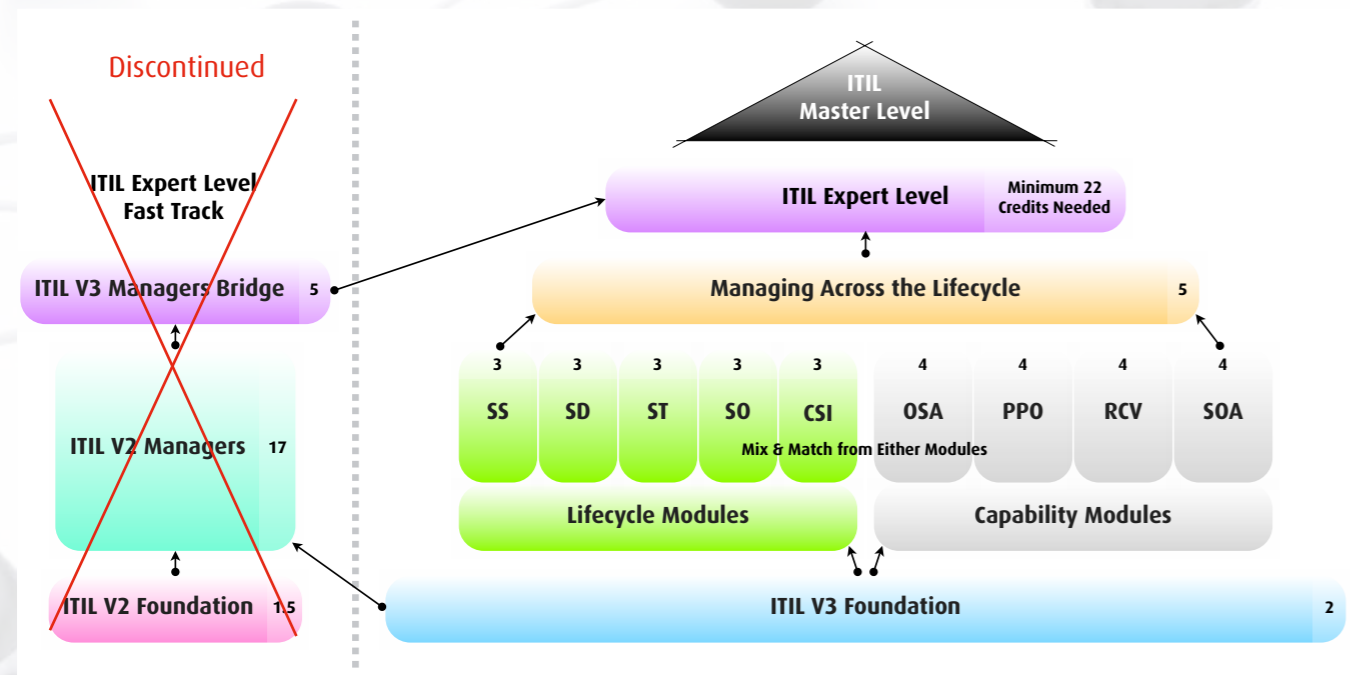 Discontinued
ITIL Expert Level
Fast Track
ITIL V3 Managers Bridge 5
ITIL V2 Managers 17
ITIL V2 Foundation 1.5
ITIL
Master Level
ITIL Expert Level
Minimum 22
Credits Needed
Managing Across the Lifecycle 5
3 3 3 3 3 4 4 4 4
SS SD ST SO CSI OSA PPO RCV SOA
Mix & Match from Either Modules
Lifecycle Modules
Capability Modules
ITIL V3 Foundation 2